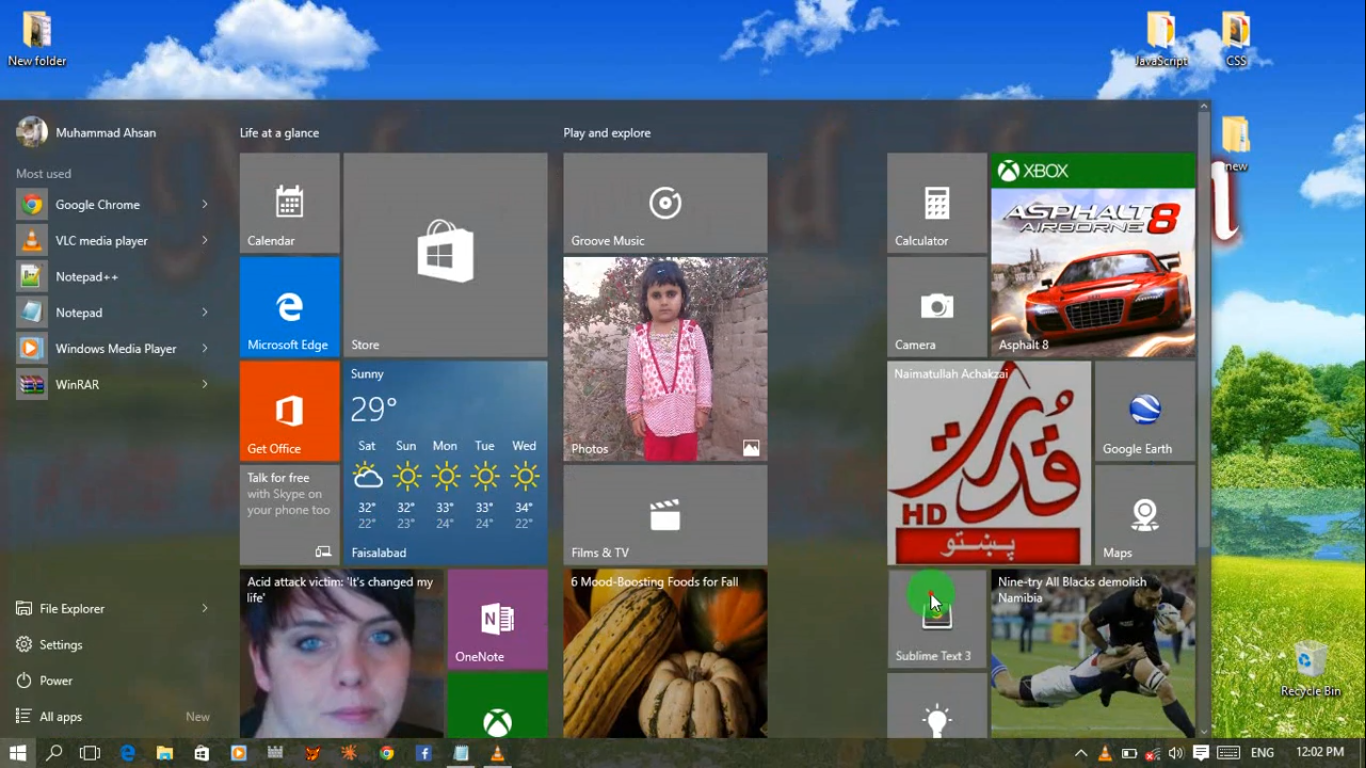 New folder
JavaScript
CSS
new
Muhammad Ahsan
Most used
Google Chrome
VLC media player
Notepad++
Notepad
Windows Media Player
WinRAR
File Explorer
Settings
Power
All apps
New
Life at a glance
Calendar
Store
Microsoft Edge
Get Office
Sunny
29°
Sat Sun Mon Tue Wed
32° 32° 33° 33° 34°
22° 23° 24° 24° 22°
Faisalabad
Talk for free
with Skype on
your phone too
Acid attack victim: 'It's changed my
life'
OneNote
Play and explore
Groove Music
Photos
Films & TV
6 Mood-Boosting Foods for Fall
Calculator
XBOX
ASPHALT 8
AIRBORNE
Asphalt 8
Camera
Naimatullah Achakzai
قدرت
HD
پښتو
Google Earth
Maps
Sublime Text 3
Nine-try All Blacks demolish
Namibia
Recycle Bin
ENG
12:02 PM